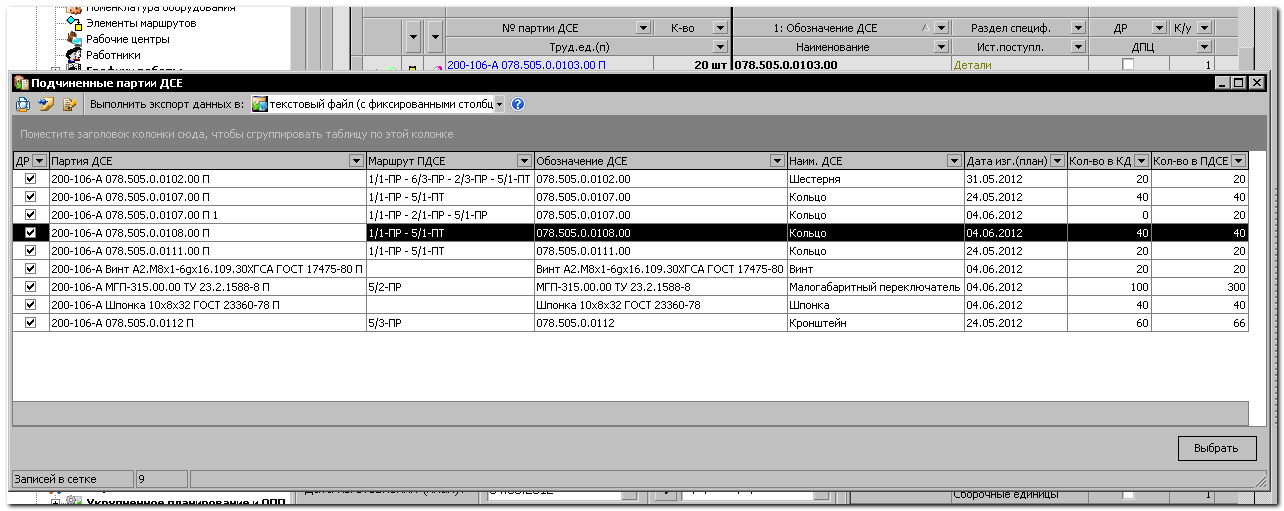 Номенклатура оборудования
Элементы маршрутов
Рабочие центры
Работники
№ партии ДСЕ К-во 1: Обозначение ДСЕ Раздел специф. ДР К/у
Труд.ед.(п) Наименование Ист.поступл. ДПЦ
200-106-А 078.505.0.0103.00 П 20 шт 078.505.0.0103.00 Детали 1
Подчиненные партии ДСЕ
Выполнить экспорт данных в: текстовый файл (с фиксированными столбц
Поместите заголовок колонки сюда, чтобы сгруппировать таблицу по этой колонке
ДР Партия ДСЕ Маршрут ПДСЕ Обозначение ДСЕ Наим. ДСЕ Дата изг.(план) Кол-во в КД Кол-во в ПДСЕ
200-106-А 078.505.0.0102.00 П 1/1-ПР - 6/3-ПР - 2/3-ПР - 5/1-ПТ 078.505.0.0102.00 Шестерня 31.05.2012 20 20
200-106-А 078.505.0.0107.00 П 1/1-ПР - 5/1-ПТ 078.505.0.0107.00 Кольцо 24.05.2012 40 40
200-106-А 078.505.0.0107.00 П 1 1/1-ПР - 2/1-ПР - 5/1-ПР 078.505.0.0107.00 Кольцо 04.06.2012 0 20
200-106-А 078.505.0.0108.00 П 1/1-ПР - 5/1-ПТ 078.505.0.0108.00 Кольцо 04.06.2012 40 40
200-106-А 078.505.0.0111.00 П 1/1-ПР - 5/1-ПТ 078.505.0.0111.00 Кольцо 24.05.2012 20 20
200-106-А Винт А2.М8х1-6gх16.109.30ХГСА ГОСТ 17475-80 П Винт А2.М8х1-6gх16.109.30ХГСА ГОСТ 17475-80 Винт 04.06.2012 20 20
200-106-А МГП-315.00.00 ТУ 23.2.1588-8 П 5/2-ПР МГП-315.00.00 ТУ 23.2.1588-8 Малогабаритный переключатель 04.06.2012 100 300
200-106-А Шпонка 10х8х32 ГОСТ 23360-78 П Шпонка 10х8х32 ГОСТ 23360-78 Шпонка 04.06.2012 40 40
200-106-А 078.505.0.0112 П 5/3-ПР 078.505.0.0112 Кронштейн 24.05.2012 60 66
Выбрать
Записей в сетке 9
Укрупненное планирование и ОПП Сборочные единицы 1